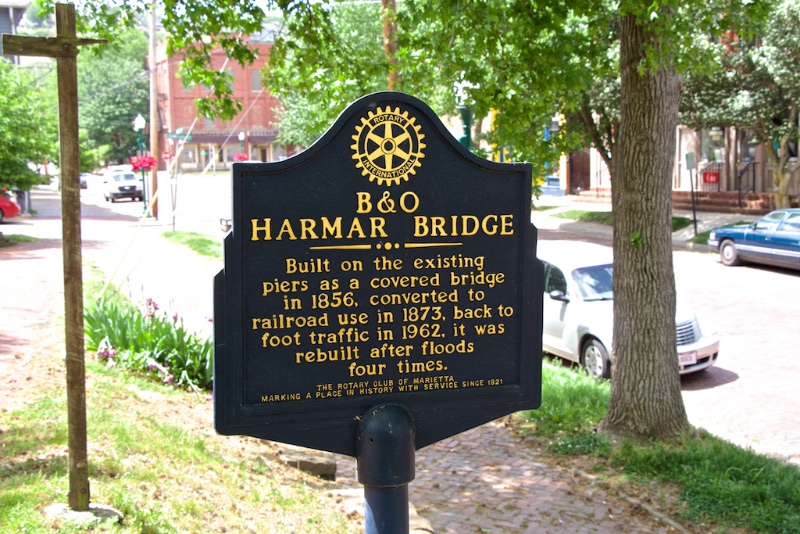 ROTARY
INTERNATIONAL
B&O
HARMAR BRIDGE
Built on the existing
piers as a covered bridge
in 1856, converted to
railroad use in 1873, back to
foot traffic in 1962, it was
rebuilt after floods
four times.
THE ROTARY CLUB OF MARIETTA
MARKING A PLACE IN HISTORY WITH SERVICE SINCE 1921